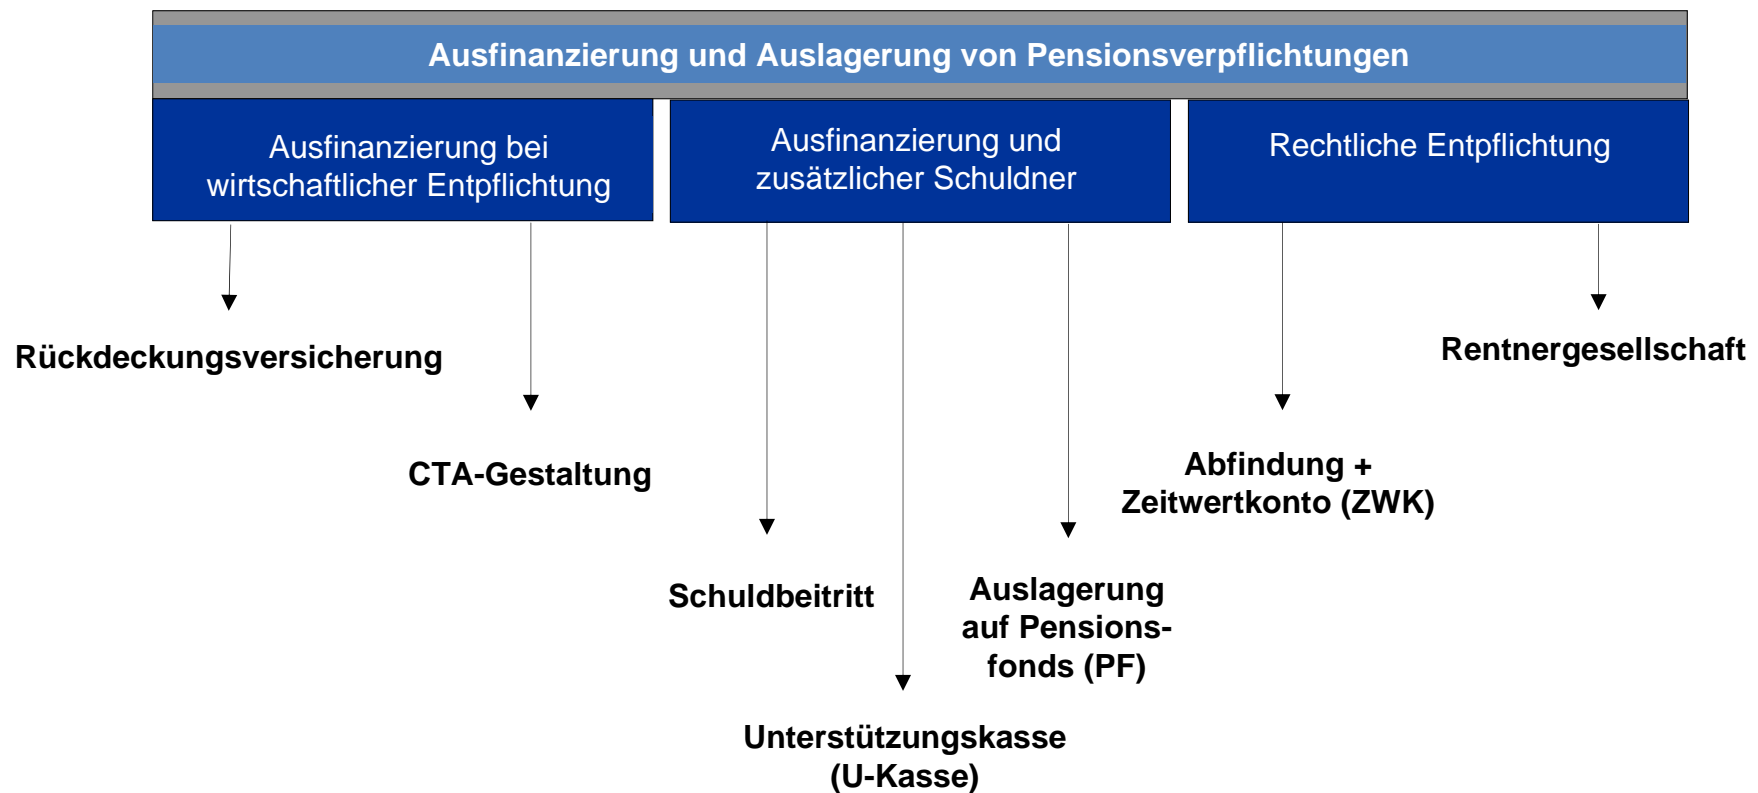 Ausfinanzierung und Auslagerung von Pensionsverpflichtungen
Ausfinanzierung bei
wirtschaftlicher Entpflichtung
Ausfinanzierung und
zusätzlicher Schuldner
Rechtliche Entpflichtung
Rückdeckungsversicherung
CTA-Gestaltung
Schuldbeitritt
Unterstützungskasse
(U-Kasse)
Auslagerung
auf Pensions-
fonds (PF)
Abfindung +
Zeitwertkonto (ZWK)
Rentnergesellschaft